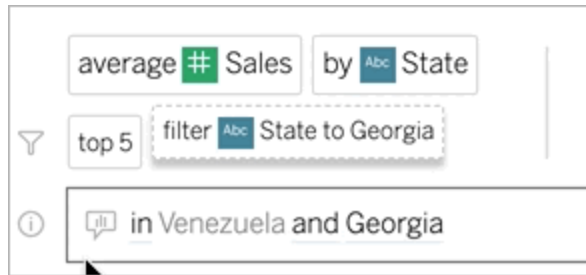 average # Sales by Abc State
top 5 filter Abc State to Georgia
in Venezuela and Georgia